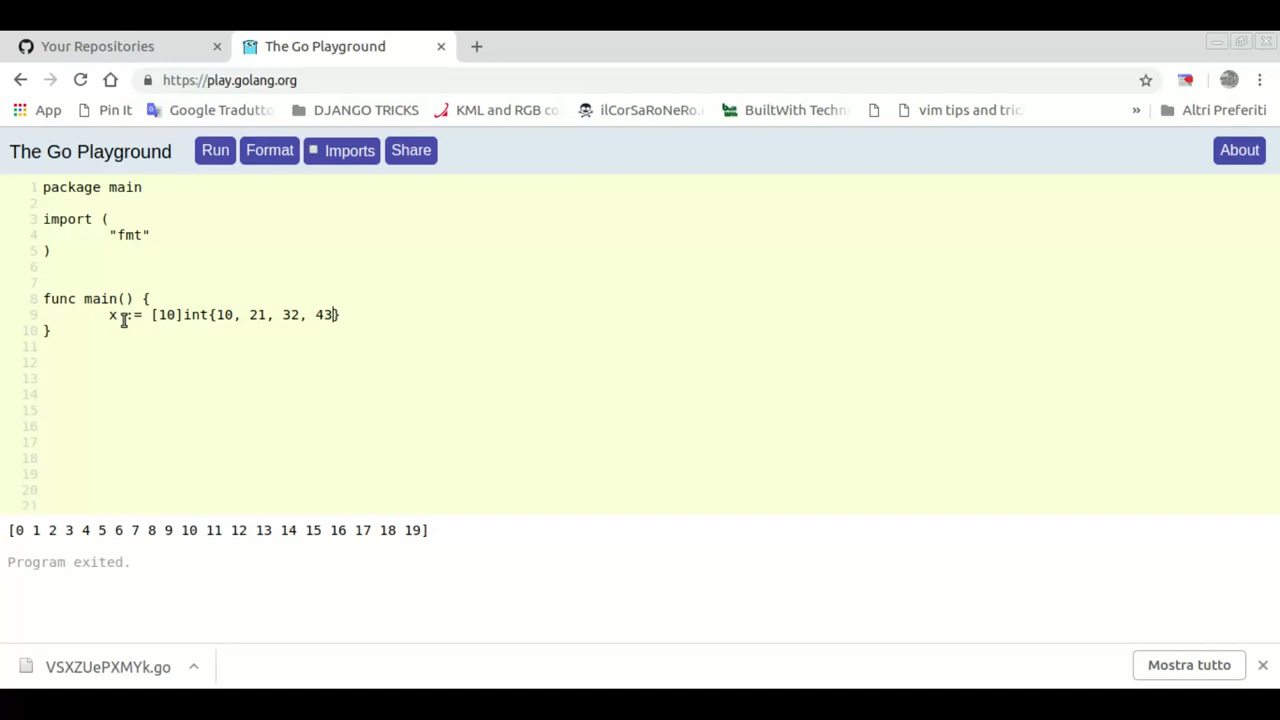 Your Repositories
The Go Playground
https://play.golang.org
App Pin It Google Tradutto DJANGO TRICKS KML and RGB co ilCorSaRoNeRo. BuiltWith Techn vim tips and tric » Altri Preferiti
The Go Playground Run Format Imports Share About
1 package main
2
3 import (
4 "fmt"
5 )
6
7
8 func main() {
9 x := [10]int{10, 21, 32, 43}
10 }
11
12
13
14
15
16
17
18
19
20
21
[0 1 2 3 4 5 6 7 8 9 10 11 12 13 14 15 16 17 18 19]
Program exited.
VSXZUePXMYk.go
Mostra tutto